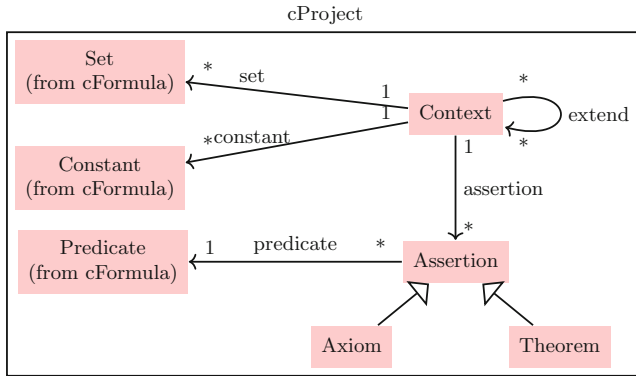 cProject
Set
(from cFormula)
*
set
1
1
Context
*
extend
*
*
constant
Constant
(from cFormula)
1
assertion
*
Predicate
(from cFormula)
1
predicate
*
Assertion
Axiom
Theorem